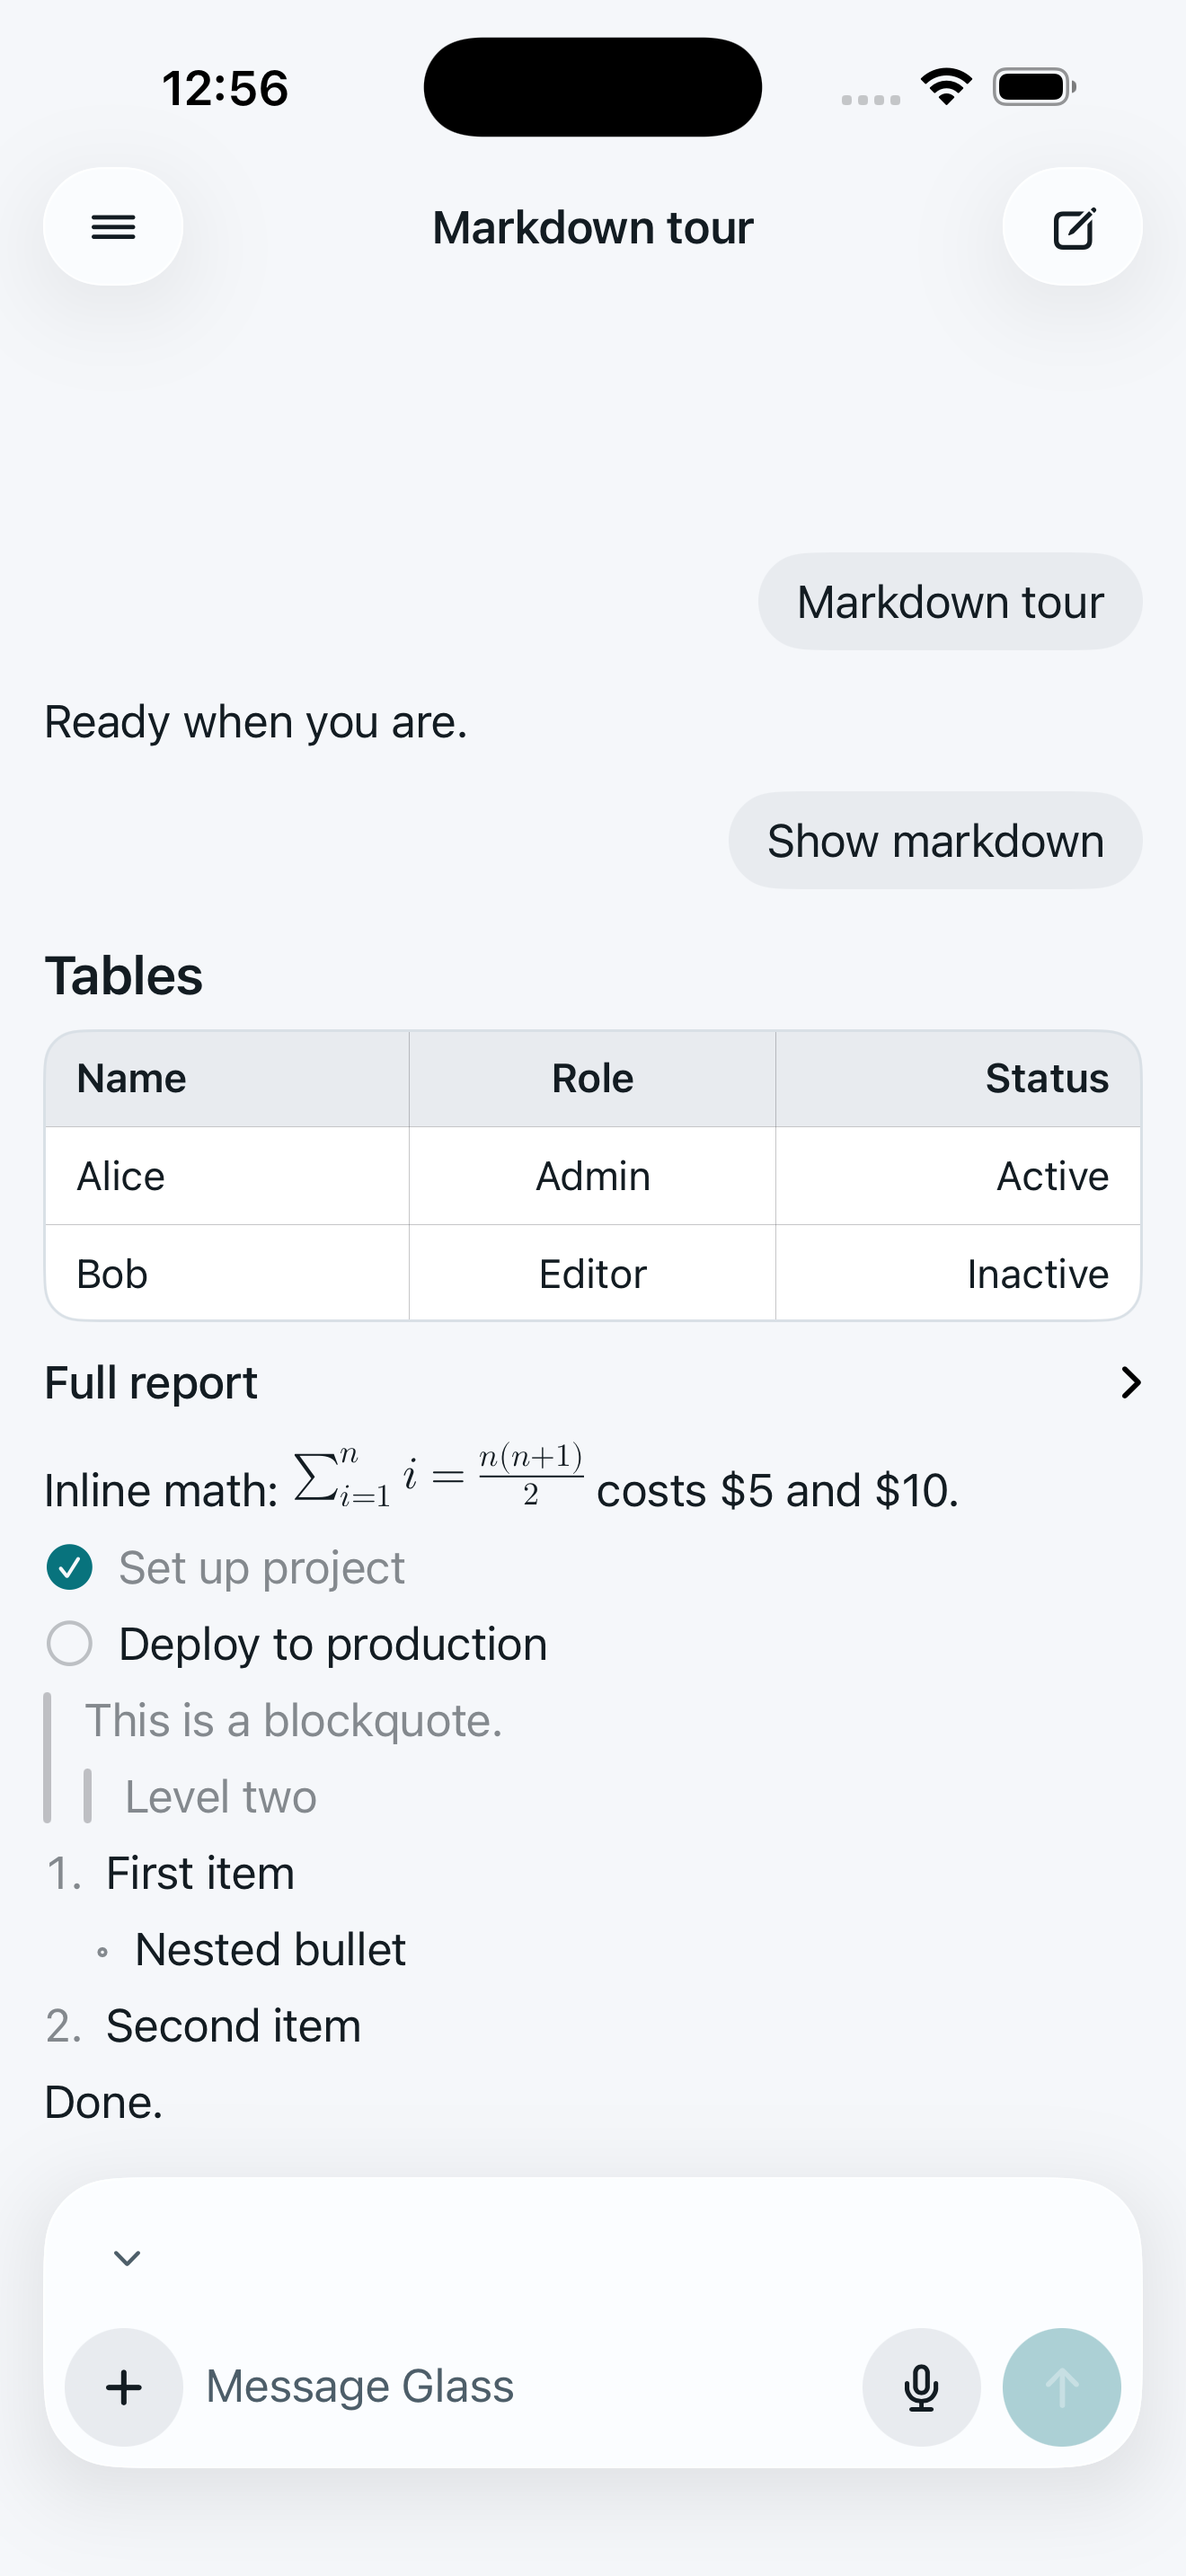 12:56
Markdown tour
Markdown tour
Ready when you are.
Show markdown
Tables
Name Role Status
Alice Admin Active
Bob Editor Inactive
Full report
Inline math: ∑ⁿᵢ₌₁ i = n(n+1)/2 costs $5 and $10.
Set up project
Deploy to production
This is a blockquote.
Level two
1. First item
Nested bullet
2. Second item
Done.
Message Glass